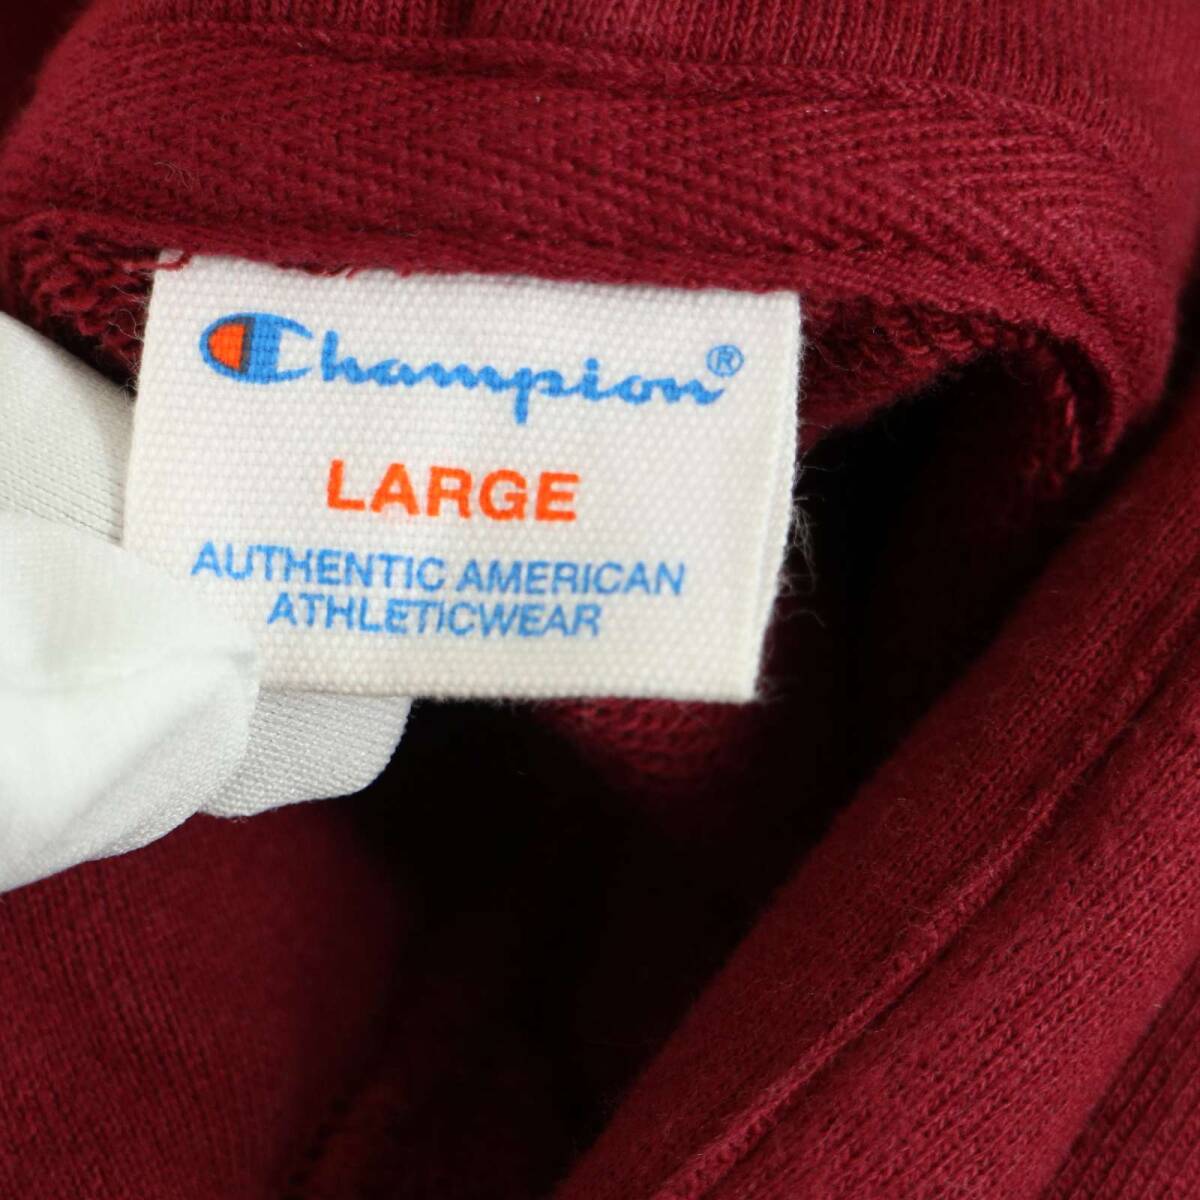 Champion®
LARGE
AUTHENTIC AMERICAN
ATHLETICWEAR